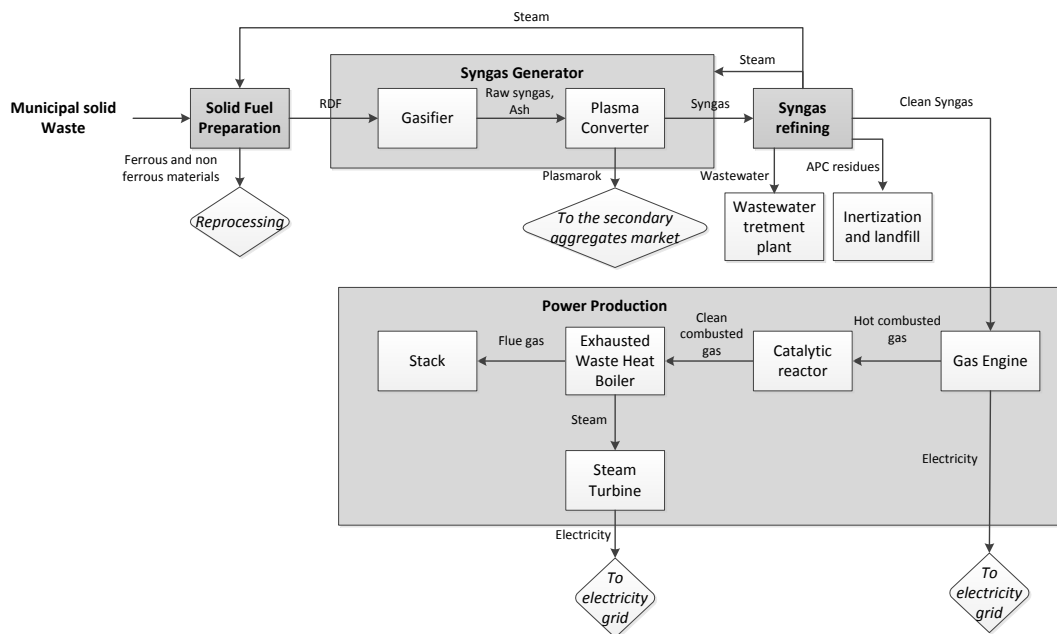 Steam
Steam
Syngas Generator
Municipal solid
Waste
Solid Fuel
Preparation
RDF
Gasifier
Raw syngas,
Ash
Plasma
Converter
Syngas
Syngas
refining
Clean Syngas
Ferrous and non
ferrous materials
Plasmarok
Wastewater
APC residues
Reprocessing
To the secondary
aggregates market
Wastewater
tretment
plant
Inertization
and landfill
Power Production
Stack
Flue gas
Exhausted
Waste Heat
Boiler
Clean
combusted
gas
Catalytic
reactor
Hot combusted
gas
Gas Engine
Steam
Steam
Turbine
Electricity
Electricity
To
electricity
grid
To
electricity
grid